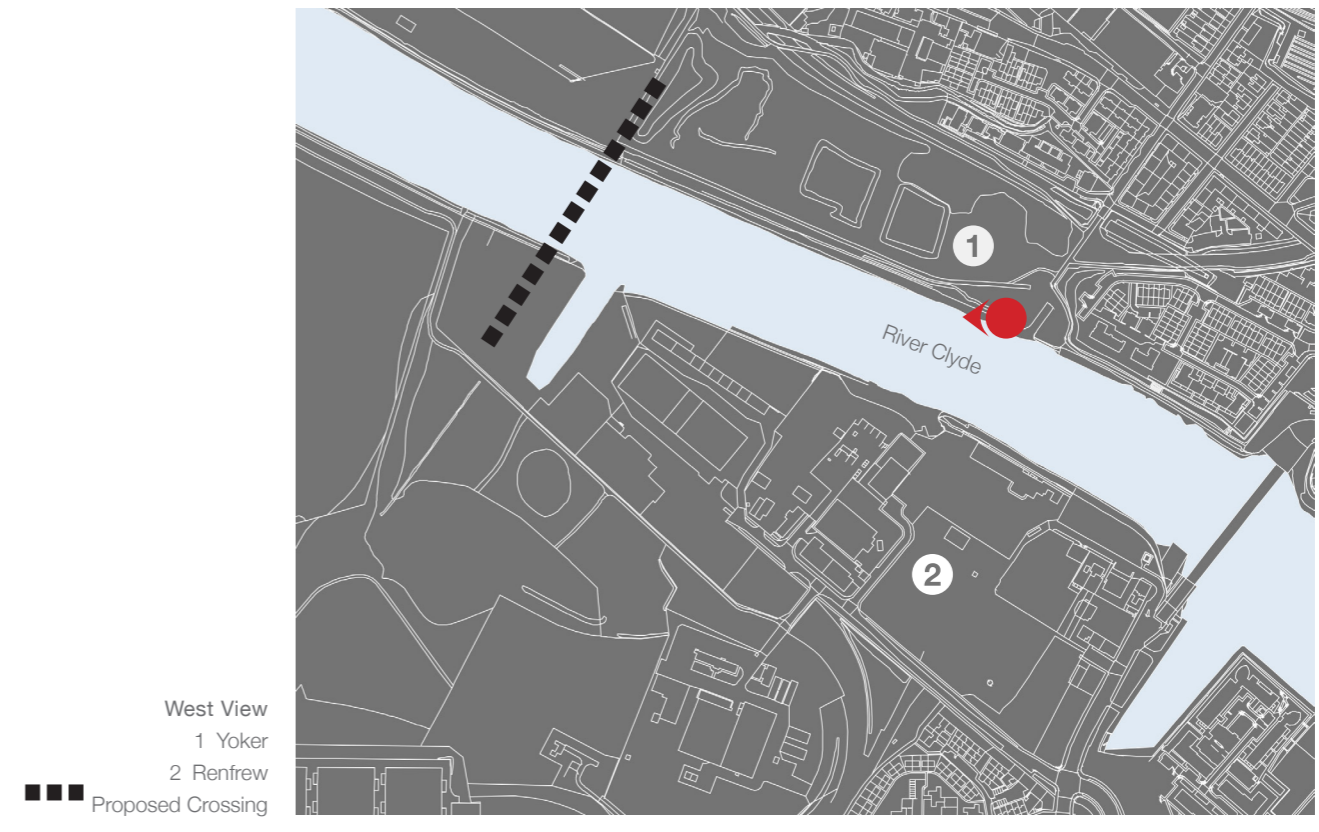 1
River Clyde
2
West View
1 Yoker
2 Renfrew
Proposed Crossing